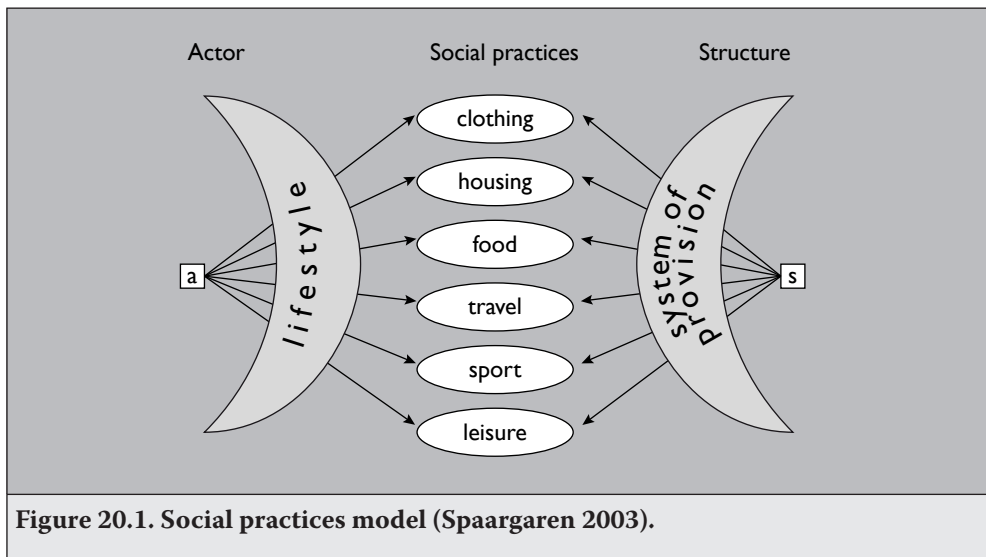 Actor Social practices Structure
clothing
housing
food
travel
sport
leisure
a
lifestyle
system of
provision
s
Figure 20.1. Social practices model (Spaargaren 2003).